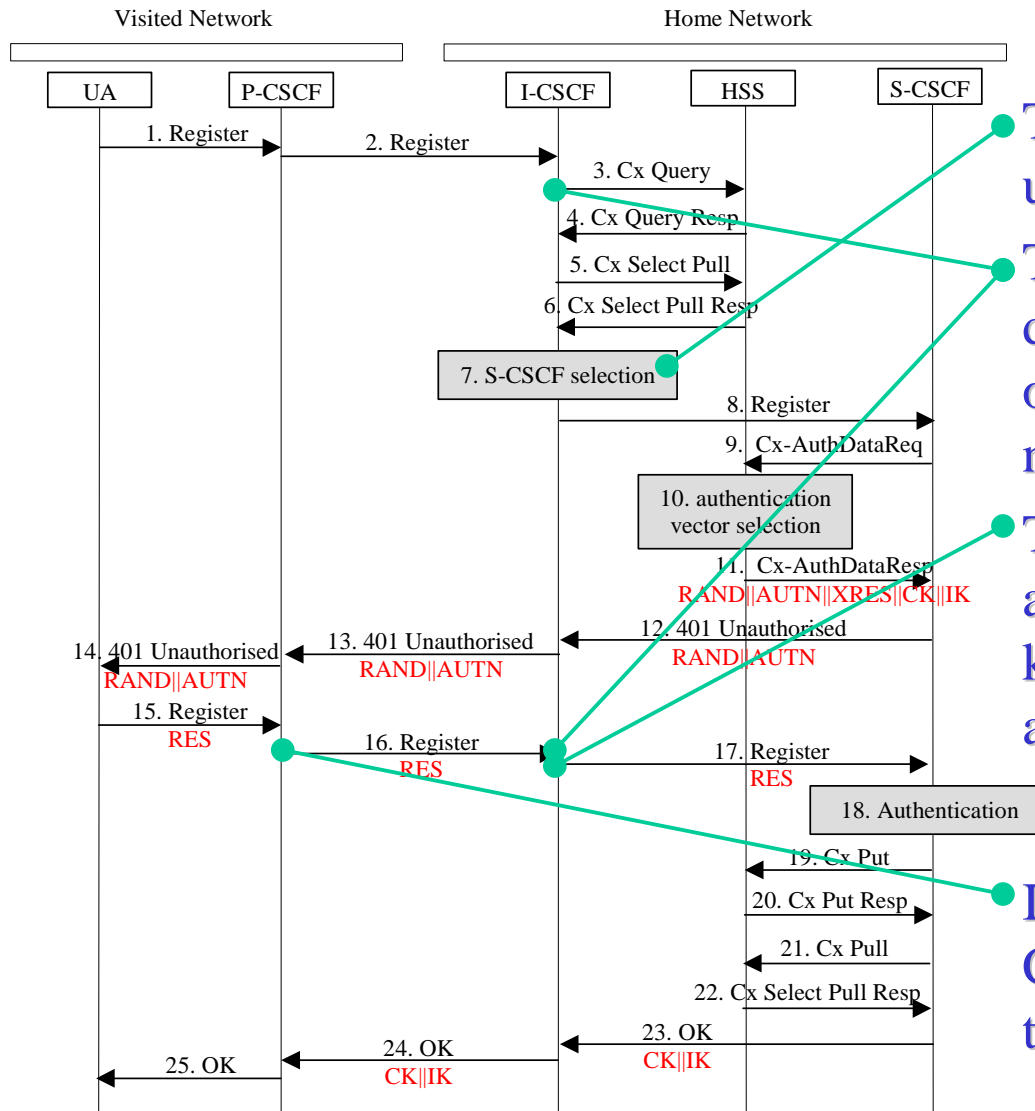 Visited Network
Home Network
UA
P-CSCF
I-CSCF
HSS
S-CSCF
1. Register
2. Register
3. Cx Query
4. Cx Query Resp
5. Cx Select Pull
6. Cx Select Pull Resp
7. S-CSCF selection
8. Register
9. Cx-AuthDataReq
10. authentication
vector selection
11. Cx-AuthDataResp
RAND||AUTN||XRES||CK||IK
12. 401 Unauthorised
RAND||AUTN
13. 401 Unauthorised
RAND||AUTN
14. 401 Unauthorised
RAND||AUTN
15. Register
RES
16. Register
RES
17. Register
RES
18. Authentication
19. Cx Put
20. Cx Put Resp
21. Cx Pull
22. Cx Select Pull Resp
23. OK
CK||IK
24. OK
CK||IK
25. OK